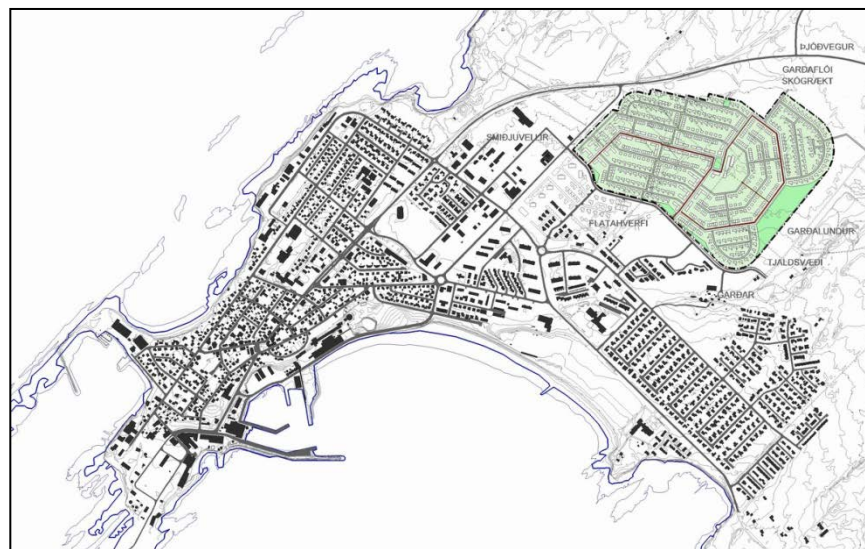 ÞJÓÐVEGUR
GARÐAFLÓI
SKÓGRÆKT
SMIÐJUVELLIR
FLATAHVERFI
GARÐALUNDUR
TJALDSVÆÐI
GARÐAR